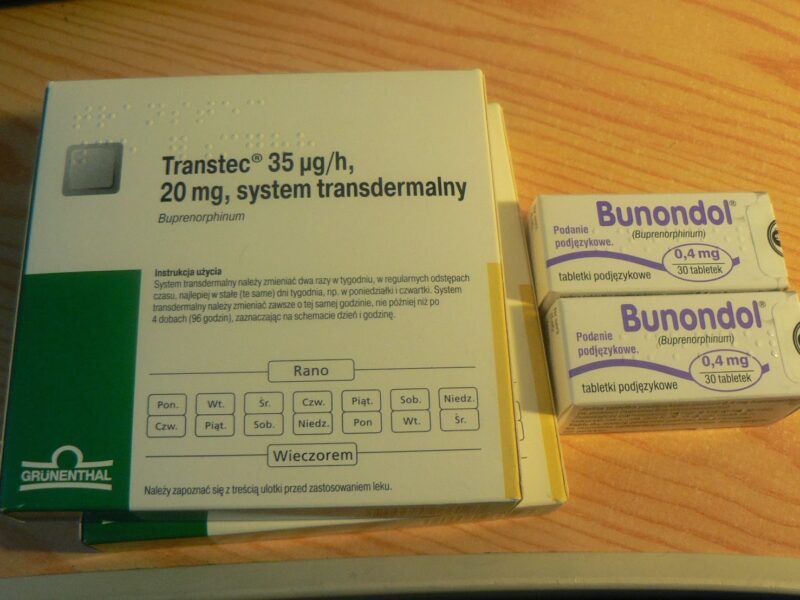 Transtec® 35 µg/h,
20 mg, system transdermalny
Buprenorphinum
Instrukcja użycia
System transdermalny należy zmieniać dwa razy w tygodniu, w regularnych odstępach
czasu, najlepiej w stałe (te same) dni tygodnia, np. w poniedziałki i czwartki. System
transdermalny należy zmieniać zawsze o tej samej godzinie, nie później niż po
4 dobach (96 godzin), zaznaczając na schemacie dzień i godzinę.
Rano
Pon. Wt. Śr. Czw. Piąt. Sob. Niedz.
Czw. Piąt. Sob. Niedz. Pon Wt. Śr.
Wieczorem
GRÜNENTHAL
Należy zapoznać się z treścią ulotki przed zastosowaniem leku.
Bunondol®
(Buprenorphinum)
Podanie
podjęzykowe.
0,4 mg
tabletki podjęzykowe
30 tabletek
Bunondol®
(Buprenorphinum)
Podanie
podjęzykowe.
0,4 mg
tabletki podjęzykowe
30 tabletek